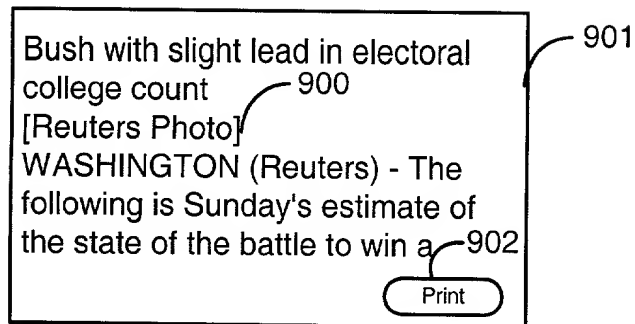 Bush with slight lead in electoral
college count
900
901
[Reuters Photo]
WASHINGTON (Reuters) - The
following is Sunday's estimate of
the state of the battle to win a
902
Print